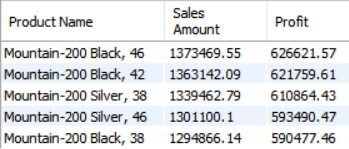 Product Name Sales Amount Profit
Mountain-200 Black, 46 1373469.55 626621.57
Mountain-200 Black, 42 1363142.09 621759.61
Mountain-200 Silver, 38 1339462.79 610864.43
Mountain-200 Silver, 46 1301100.1 593490.47
Mountain-200 Black, 38 1294866.14 590477.46